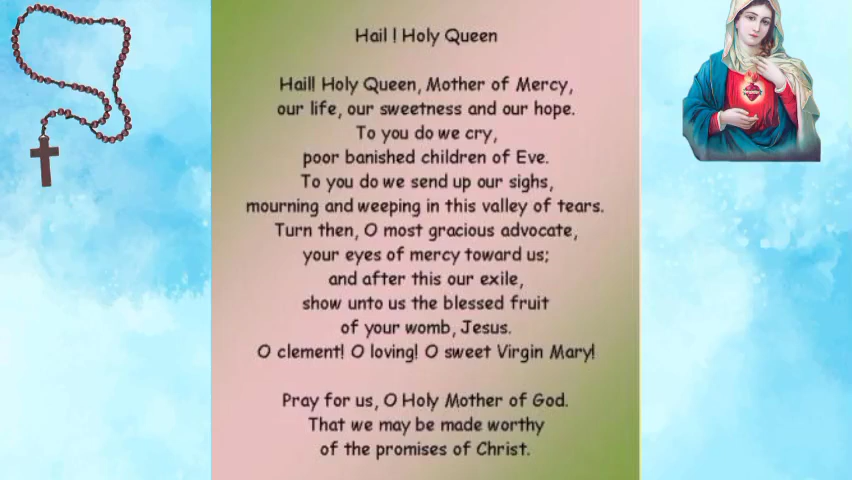 Hail ! Holy Queen
Hail! Holy Queen, Mother of Mercy,
our life, our sweetness and our hope.
To you do we cry,
poor banished children of Eve.
To you do we send up our sighs,
mourning and weeping in this valley of tears.
Turn then, O most gracious advocate,
your eyes of mercy toward us;
and after this our exile,
show unto us the blessed fruit
of your womb, Jesus.
O clement! O loving! O sweet Virgin Mary!
Pray for us, O Holy Mother of God.
That we may be made worthy
of the promises of Christ.